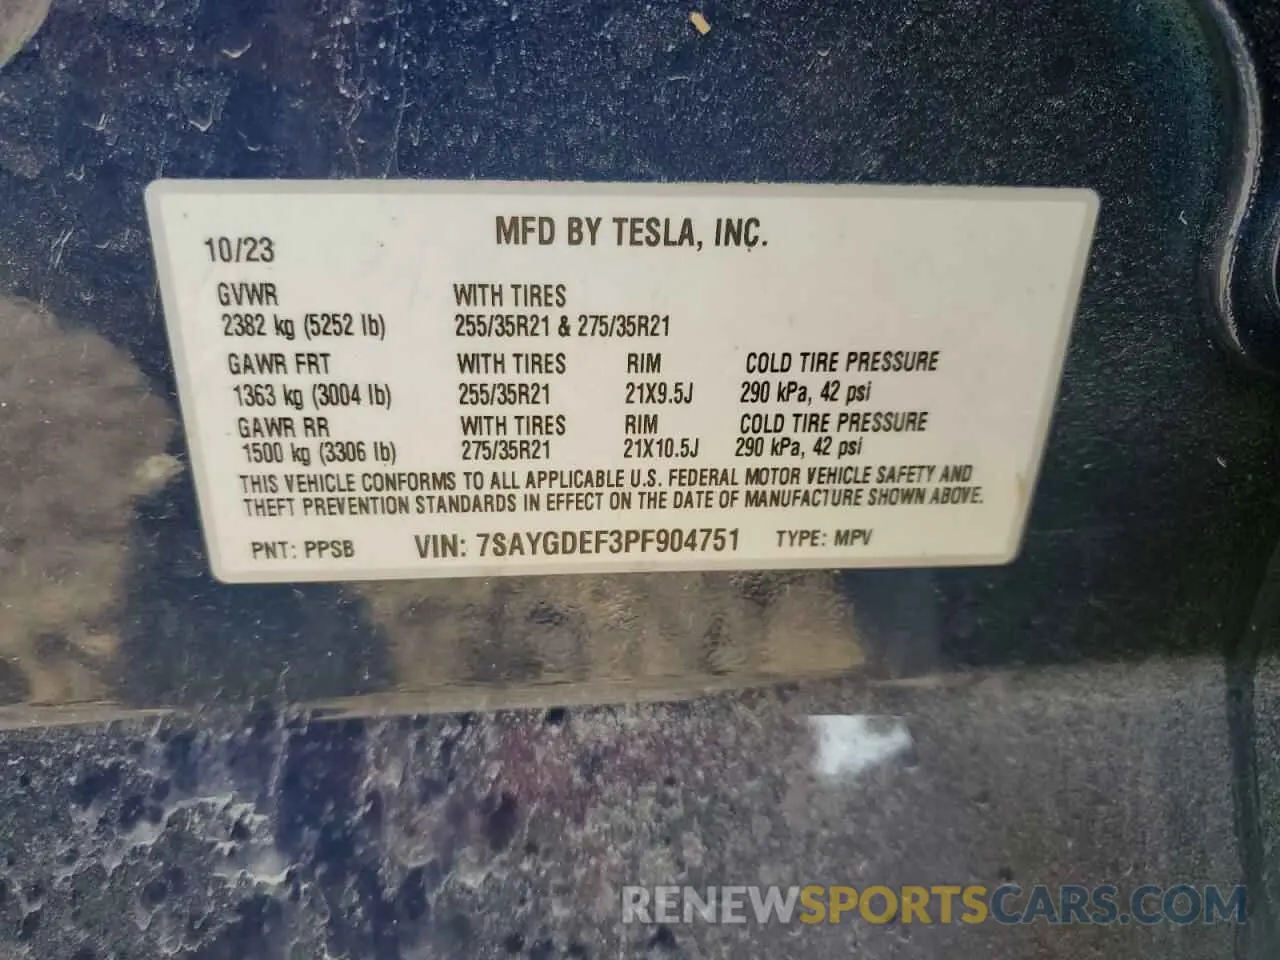 MFD BY TESLA, INC.
10/23
GVWR WITH TIRES
2382 kg (5252 lb) 255/35R21 & 275/35R21
GAWR FRT WITH TIRES RIM COLD TIRE PRESSURE
1363 kg (3004 lb) 255/35R21 21X9.5J 290 kPa, 42 psi
GAWR RR WITH TIRES RIM COLD TIRE PRESSURE
1500 kg (3306 lb) 275/35R21 21X10.5J 290 kPa, 42 psi
THIS VEHICLE CONFORMS TO ALL APPLICABLE U.S. FEDERAL MOTOR VEHICLE SAFETY AND
THEFT PREVENTION STANDARDS IN EFFECT ON THE DATE OF MANUFACTURE SHOWN ABOVE.
PNT: PPSB VIN: 7SAYGDEF3PF904751 TYPE: MPV
RENEWSPORTSCARS.COM